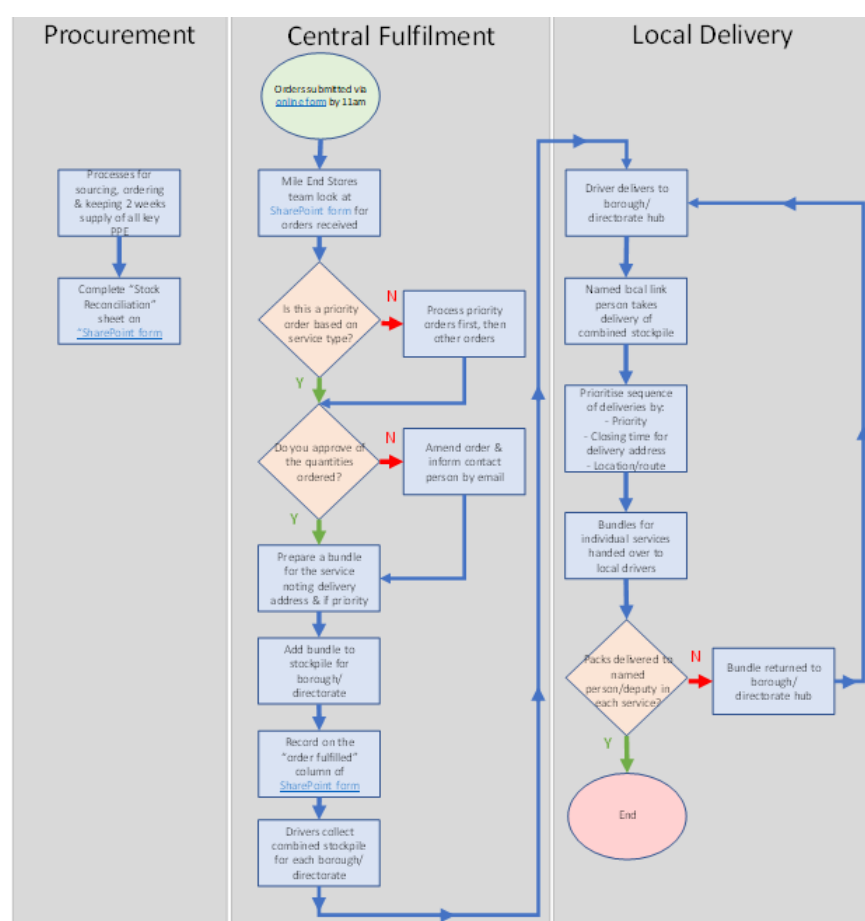 Procurement
Central Fulfilment
Local Delivery
Processes for
sourcing, ordering
& keeping 2 weeks
supply of all key
PPE
Complete "Stock
Reconciliation"
sheet on
"SharePoint form
Orders submitted via
online form by 11am
Mile End Stores
team look at
SharePoint form for
orders received
Is this a priority
order based on
service type?
N
Process priority
orders first, then
other orders
Y
Do you approve of
the quantities
ordered?
N
Amend order &
inform contact
person by email
Y
Prepare a bundle
for the service
noting delivery
address & if priority
Add bundle to
stockpile for
borough/
directorate
Record on the
"order fulfilled"
column of
SharePoint form
Drivers collect
combined stockpile
for each borough/
directorate
Driver delivers to
borough/
directorate hub
Named local link
person takes
delivery of
combined stockpile
Prioritise sequence
of deliveries by:
- Priority
- Closing time for
delivery address
- Location/route
Bundles for
individual services
handed over to
local drivers
Packs delivered to
named
person/deputy in
each service?
N
Bundle returned to
borough/
directorate hub
Y
End